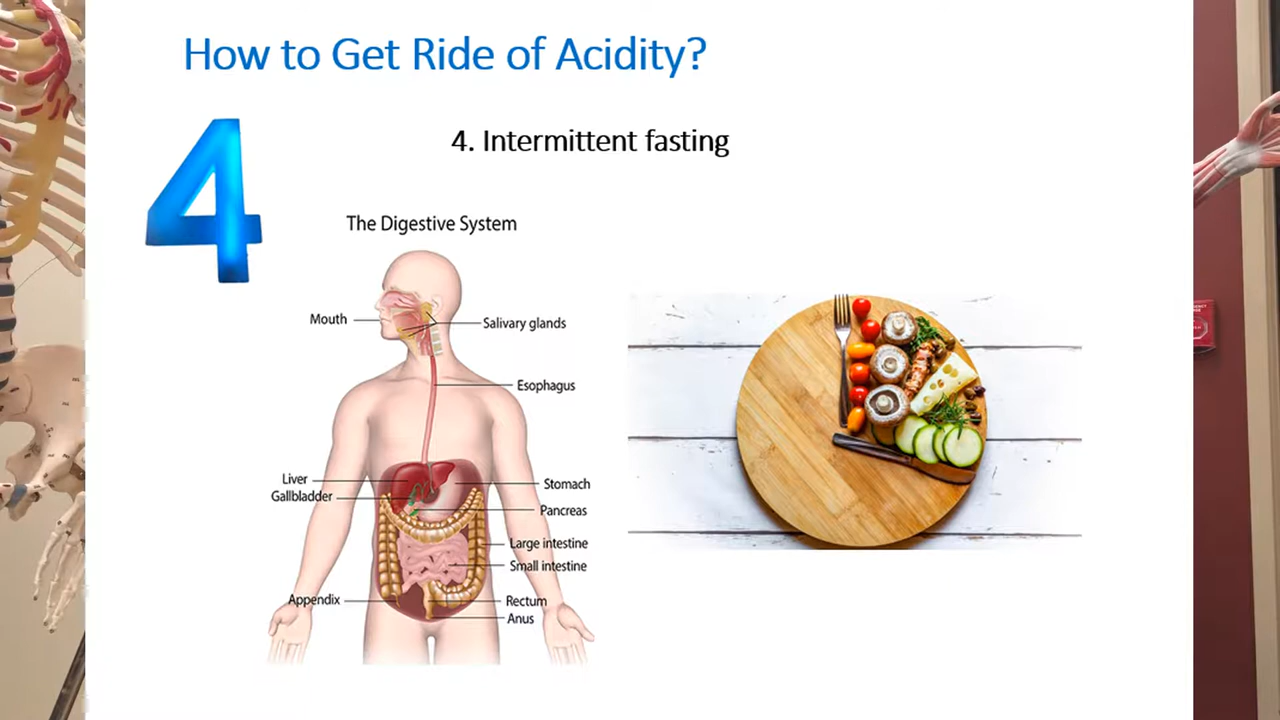 How to Get Ride of Acidity?
4
4. Intermittent fasting
The Digestive System
Mouth
Salivary glands
Esophagus
Liver
Gallbladder
Stomach
Pancreas
Large intestine
Small intestine
Appendix
Rectum
Anus